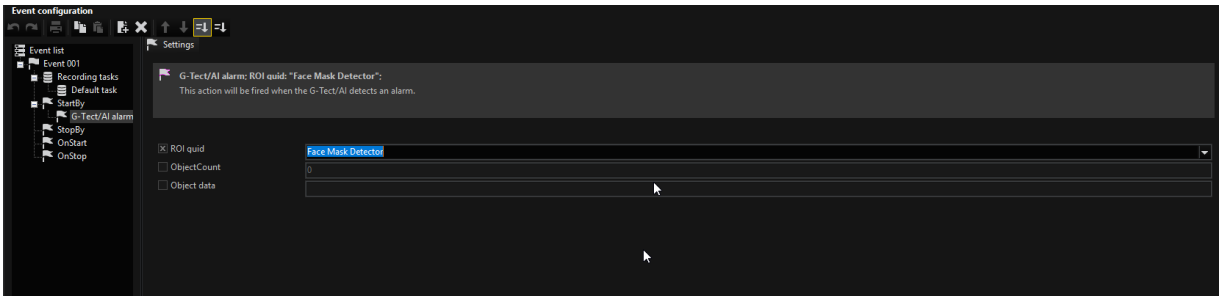 Event configuration
Event list
Event 001
Recording tasks
Default task
StartBy
G-Tect/AI alarm
StopBy
OnStart
OnStop
Settings
G-Tect/AI alarm; ROI quid: "Face Mask Detector";
This action will be fired when the G-Tect/AI detects an alarm.
ROI quid Face Mask Detector
ObjectCount 0
Object data